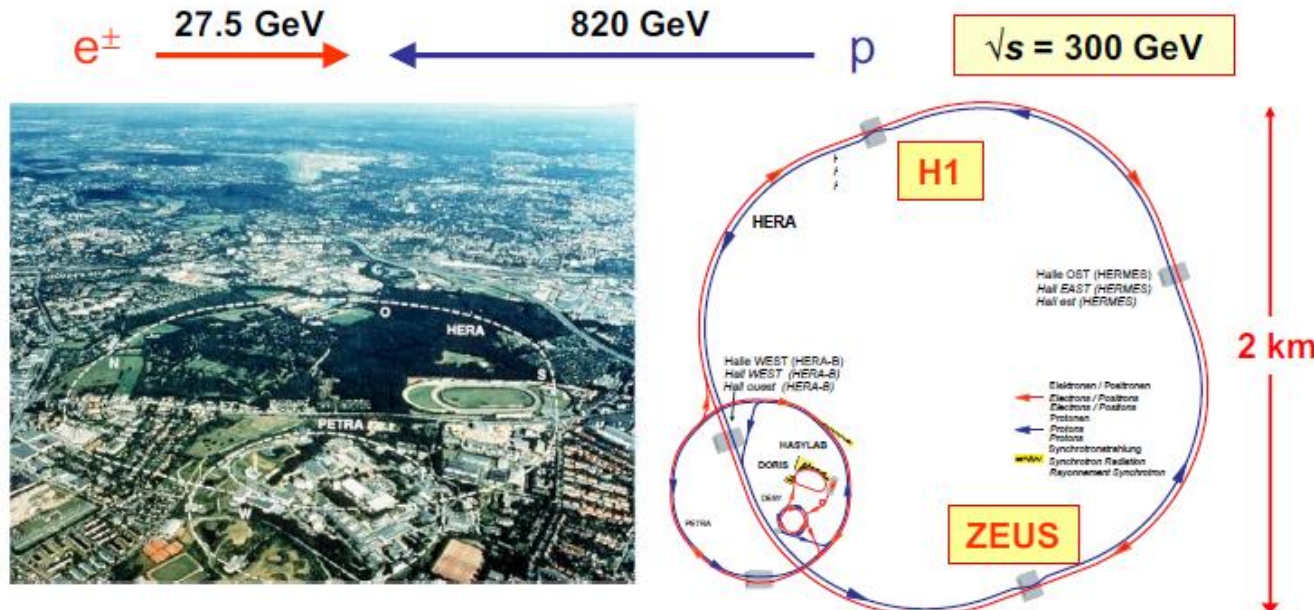 e± 27.5 GeV 820 GeV p √s = 300 GeV
H1
HERA
Halle OST (HERMES)
Hall EAST (HERMES)
Hall est (HERMES)
2 km
O
HERA
N
S
PETRA
W
Halle WEST (HERA-B)
Hall WEST (HERA-B)
Hall ouest (HERA-B)
HASYLAB
DORIS
DESY
PETRA
Elektronen / Positronen
Electrons / Positrons
Electrons / Positons
Protonen
Protons
Protons
Synchrotronstrahlung
Synchrotron Radiation
Rayonnement Synchrotron
ZEUS